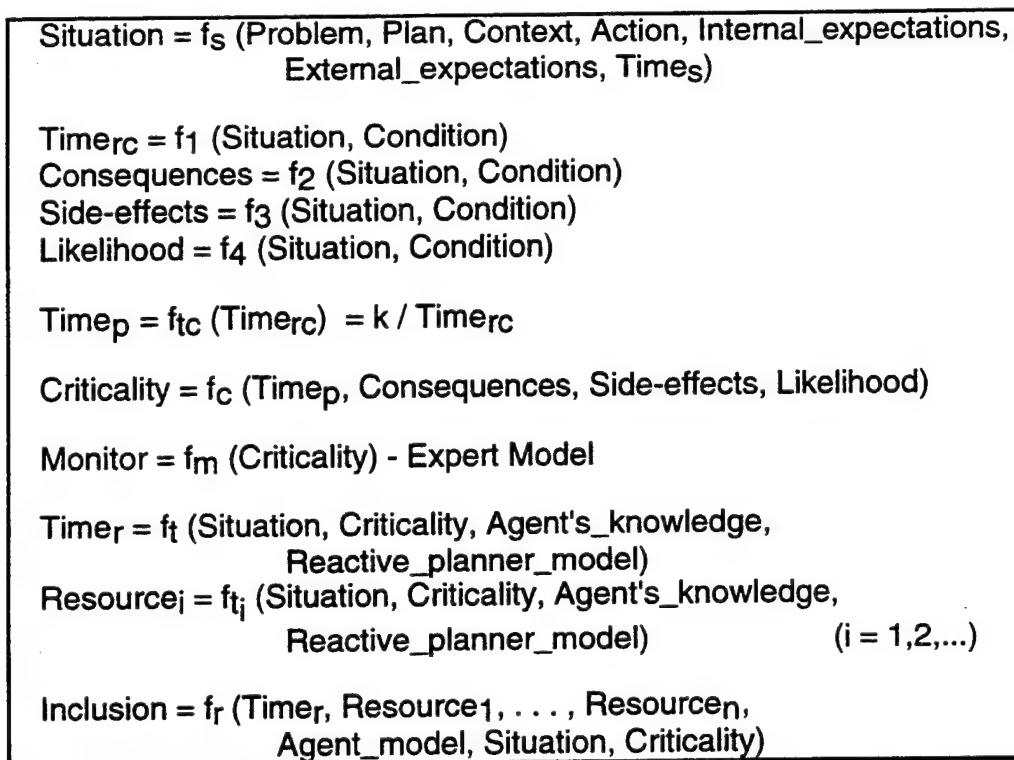 Situation = fs (Problem, Plan, Context, Action, Internal_expectations,
External_expectations, Times)
Timerc = f1 (Situation, Condition)
Consequences = f2 (Situation, Condition)
Side-effects = f3 (Situation, Condition)
Likelihood = f4 (Situation, Condition)
Timep = ftc (Timerc) = k / Timerc
Criticality = fc (Timep, Consequences, Side-effects, Likelihood)
Monitor = fm (Criticality) - Expert Model
Timer = ft (Situation, Criticality, Agent's_knowledge,
Reactive_planner_model)
Resourcei = fti (Situation, Criticality, Agent's_knowledge,
Reactive_planner_model) (i = 1,2,...)
Inclusion = fr (Timer, Resource1, . . . , Resourcen,
Agent_model, Situation, Criticality)